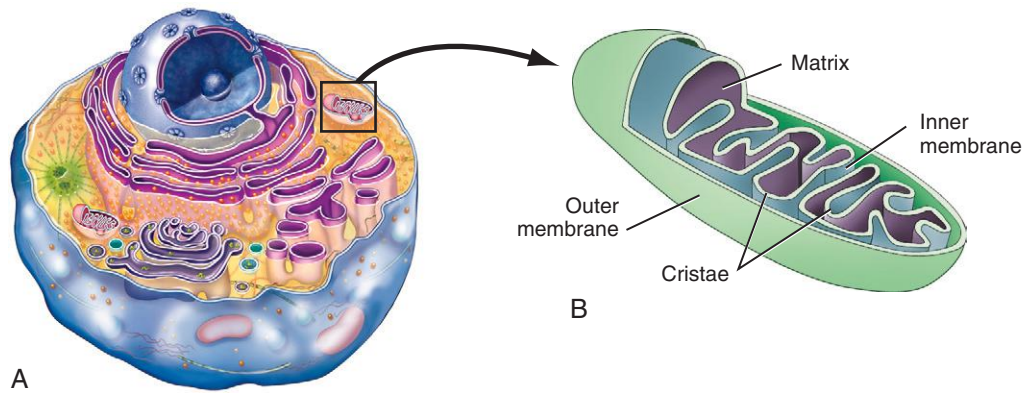 Matrix
Inner
membrane
Outer
membrane
Cristae
B
A